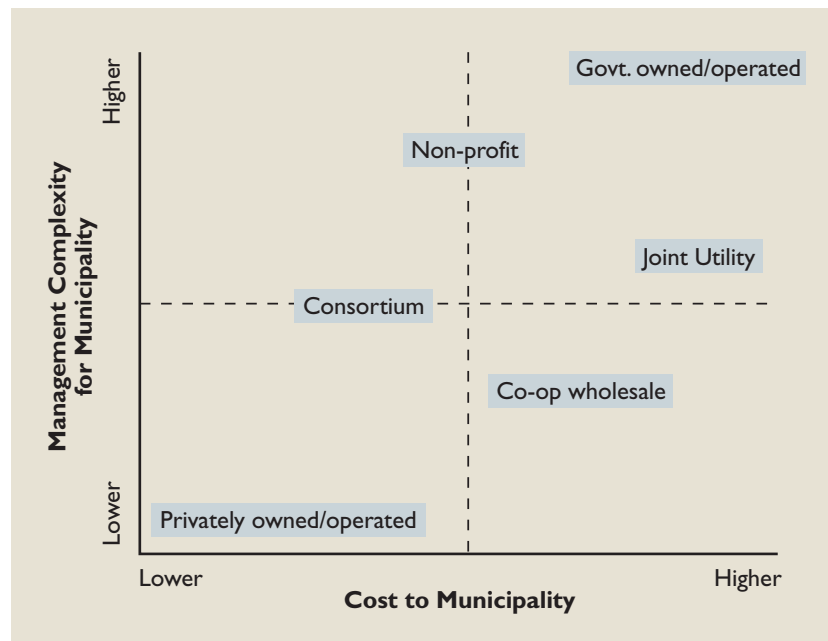 Higher
Govt. owned/operated
Non-profit
Management Complexity
for Municipality
Joint Utility
Consortium
Co-op wholesale
Lower
Privately owned/operated
Lower
Higher
Cost to Municipality